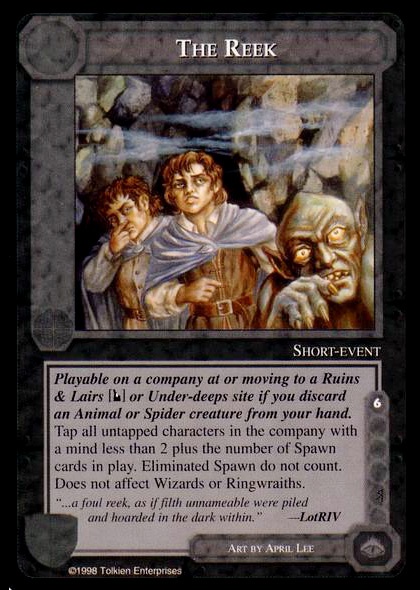 THE REEK
SHORT-EVENT
Playable on a company at or moving to a Ruins
& Lairs [] or Under-deeps site if you discard
an Animal or Spider creature from your hand.
Tap all untapped characters in the company with
a mind less than 2 plus the number of Spawn
cards in play. Eliminated Spawn do not count.
Does not affect Wizards or Ringwraiths.
6
"...a foul reek, as if filth unnameable were piled
and hoarded in the dark within." —LotRIV
ART BY APRIL LEE
©1998 Tolkien Enterprises